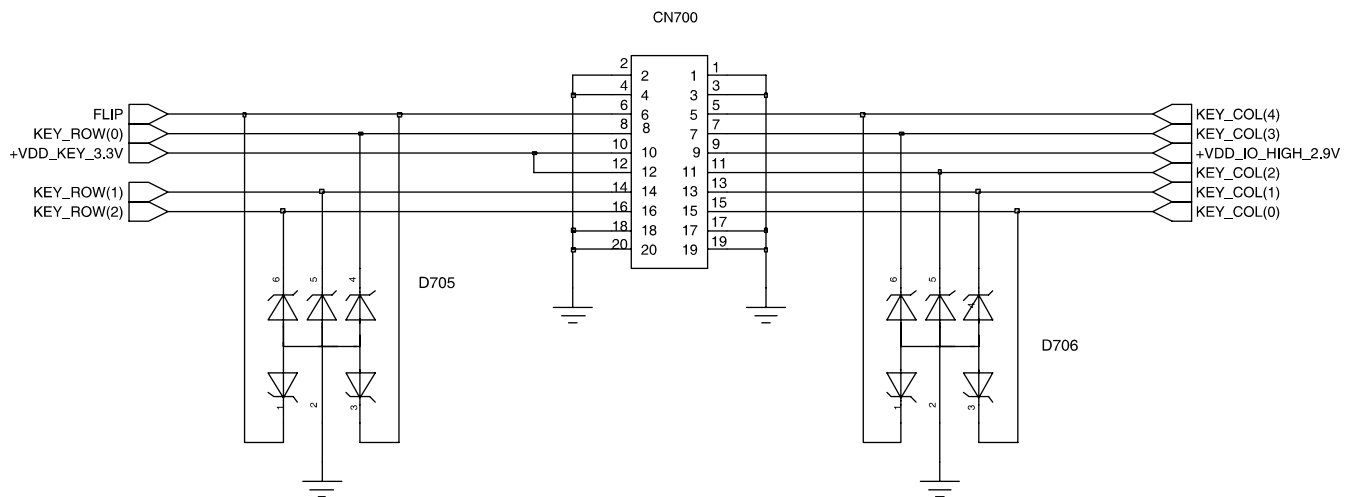 CN700
2 2 1 1
4 4 3 3
FLIP 6 6 5 5 KEY_COL(4)
KEY_ROW(0) 8 8 7 7 KEY_COL(3)
+VDD_KEY_3.3V 10 10 9 9 +VDD_IO_HIGH_2.9V
12 12 11 11 KEY_COL(2)
KEY_ROW(1) 14 14 13 13 KEY_COL(1)
KEY_ROW(2) 16 16 15 15 KEY_COL(0)
18 18 17 17
20 20 19 19
6 5 4 D705 6 5 4
D706
1 2 3 1 2 3